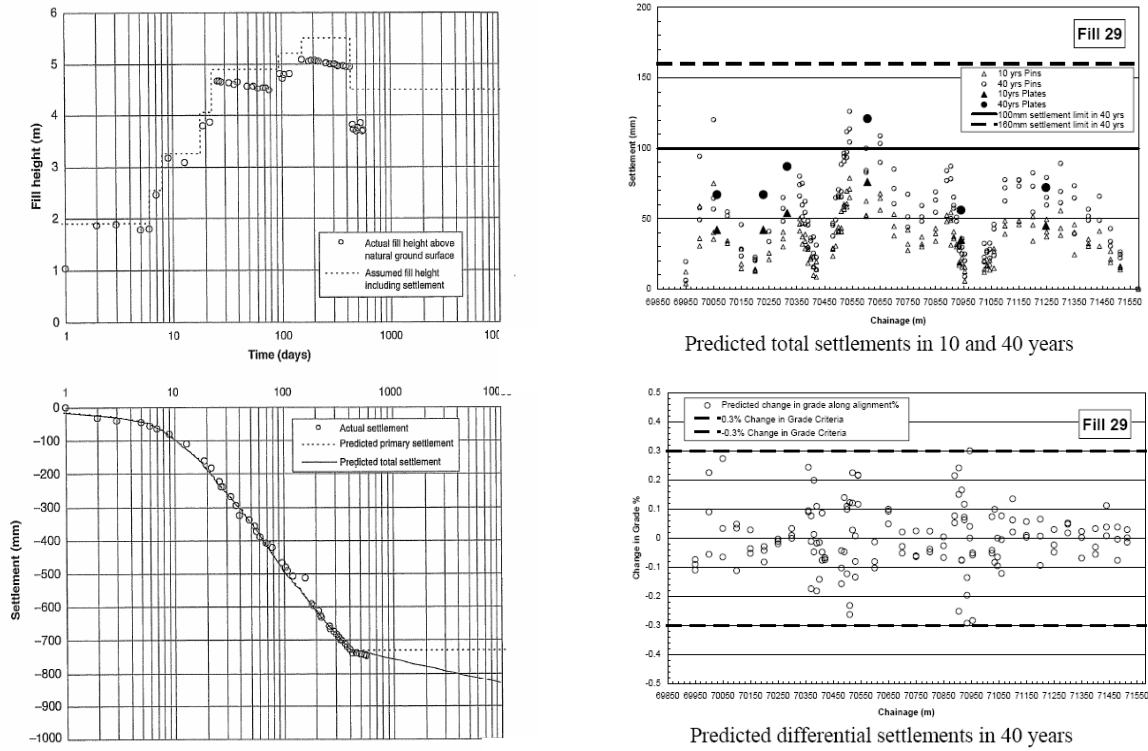 6
5
4
3
2
1
0
Fill height (m)
Actual fill height above
natural ground surface
Assumed fill height
including settlement
1 10 100 1000
Time (days)
200
150
100
50
0
Settlement (mm)
Fill 29
10 yrs Pins
40 yrs Pins
10yrs Plates
40yrs Plates
100mm settlement limit in 40 yrs
160mm settlement limit in 40 yrs
69850 69950 70050 70150 70250 70350 70450 70550 70650 70750 70850 70950 71050 71150 71250 71350 71450 71550
Chainage (m)
Predicted total settlements in 10 and 40 years
1 10 100 1000
0
−100
−200
−300
−400
−500
−600
−700
−800
−900
−1000
Settlement (mm)
Actual settlement
Predicted primary settlement
Predicted total settlement
0.5
0.4
0.3
0.2
0.1
0
-0.1
-0.2
-0.3
-0.4
-0.5
Change in Grade %
Predicted change in grade along alignment%
0.3% Change in Grade Criteria
-0.3% Change in Grade Criteria
Fill 29
69850 69950 70050 70150 70250 70350 70450 70550 70650 70750 70850 70950 71050 71150 71250 71350 71450 71550
Chainage (m)
Predicted differential settlements in 40 years